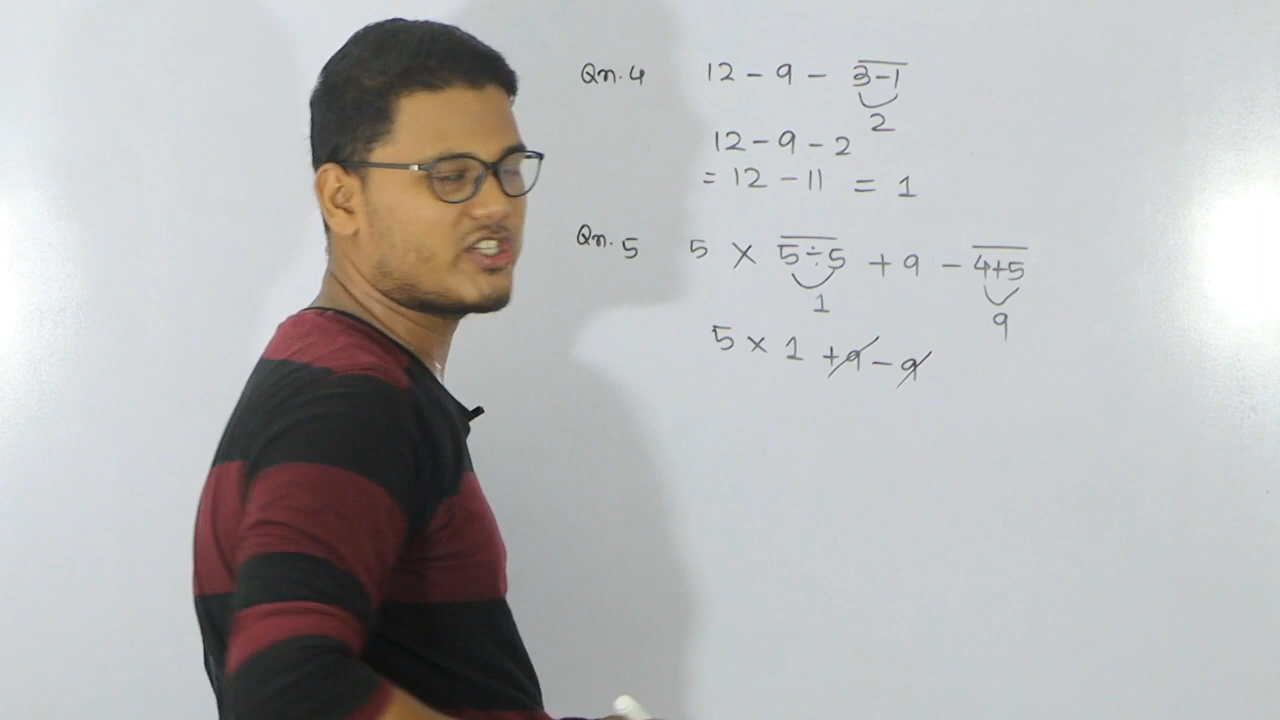 Qn. 4 12 - 9 - 3-1
2
12 - 9 - 2
= 12 - 11 = 1
Qn. 5 5 × 5÷5 + 9 - 4+5
1 9
5 × 1 + 9 - 9